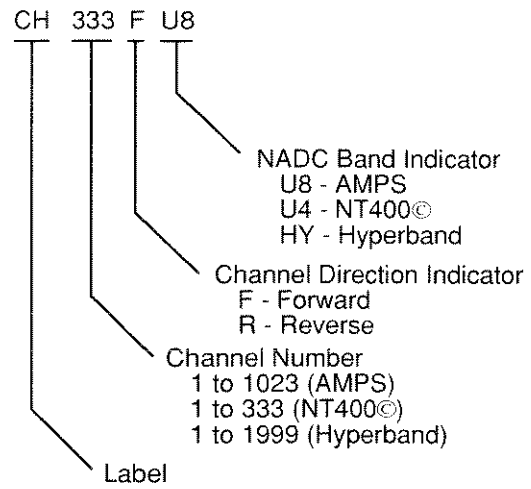 CH 333 F U8
NADC Band Indicator
U8 - AMPS
U4 - NT400©
HY - Hyperband
Channel Direction Indicator
F - Forward
R - Reverse
Channel Number
1 to 1023 (AMPS)
1 to 333 (NT400©)
1 to 1999 (Hyperband)
Label